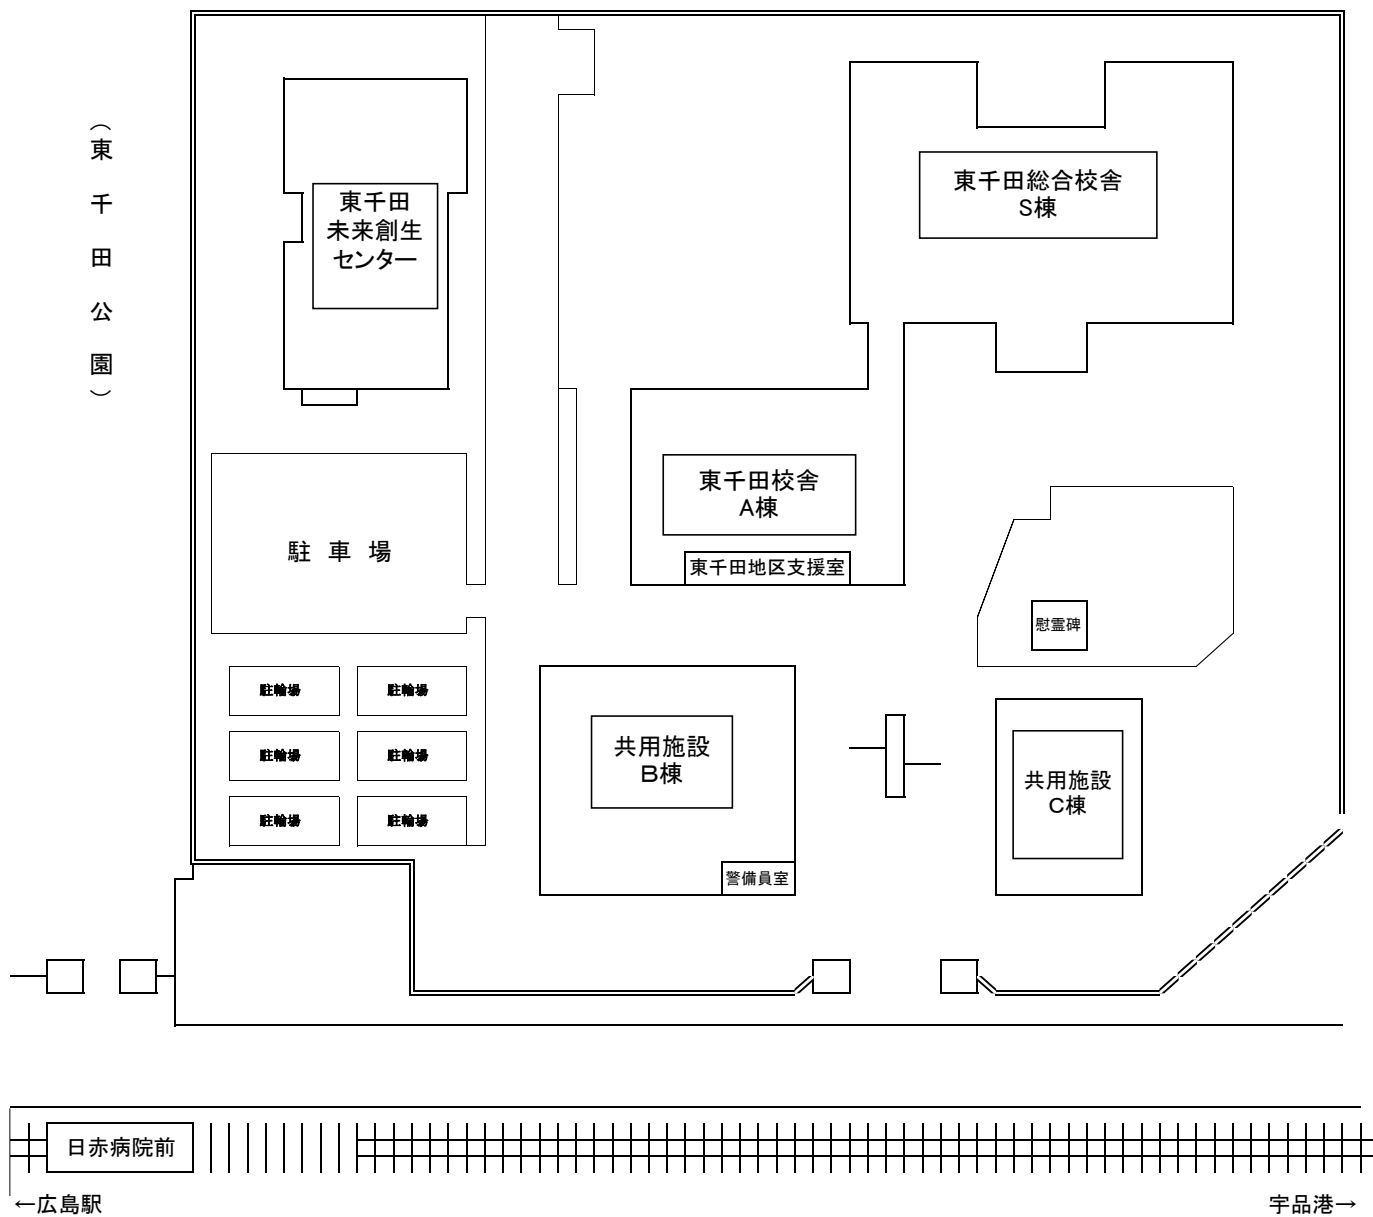 （東千田公園）
東千田
未来創生
センター
東千田総合校舎
S棟
東千田校舎
A棟
東千田地区支援室
駐車場
慰霊碑
駐輪場
駐輪場
駐輪場
駐輪場
駐輪場
駐輪場
共用施設
B棟
警備員室
共用施設
C棟
日赤病院前
←広島駅
宇品港→